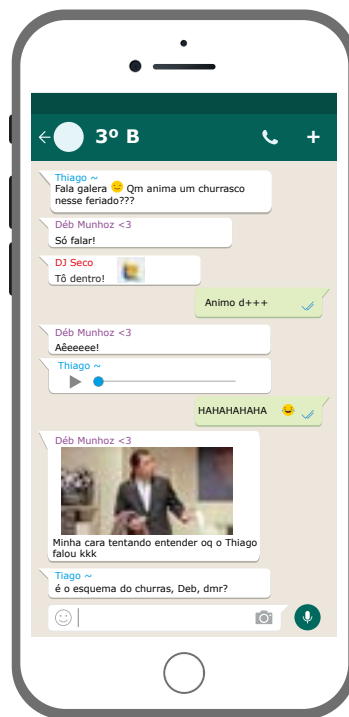 3º B
Thiago ~
Fala galera 😊 Qm anima um churrasco
nesse feriado???
Déb Munhoz <3
Só falar!
DJ Seco
Tô dentro!
Animo d+++
Déb Munhoz <3
Aêeeeee!
Thiago ~
HAHAHAHAHA 😄
Déb Munhoz <3
Minha cara tentando entender oq o Thiago
falou kkk
Tiago ~
é o esquema do churras, Deb, dmr?